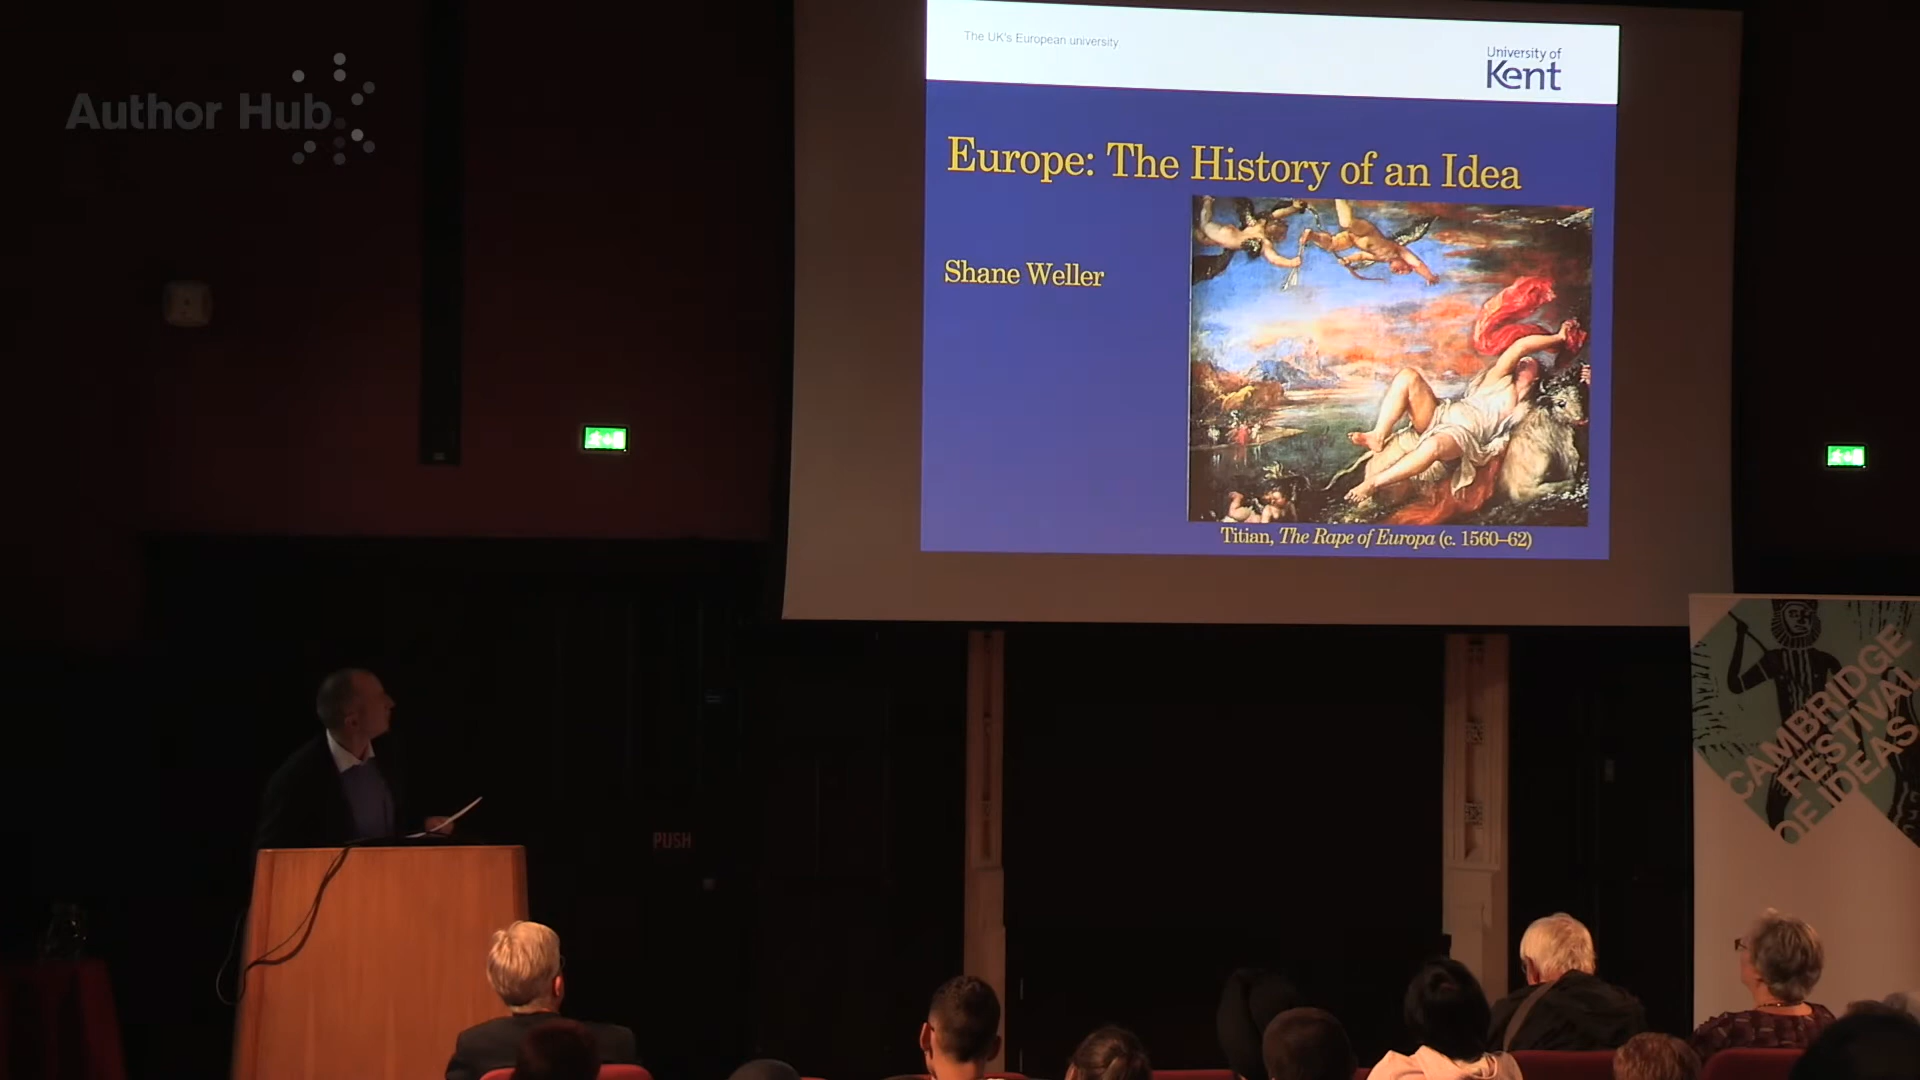 Author Hub
The UK's European university
University of
Kent
Europe: The History of an Idea
Shane Weller
Titian, The Rape of Europa (c. 1560–62)
PUSH
CAMBRIDGE
FESTIVAL
OF IDEAS